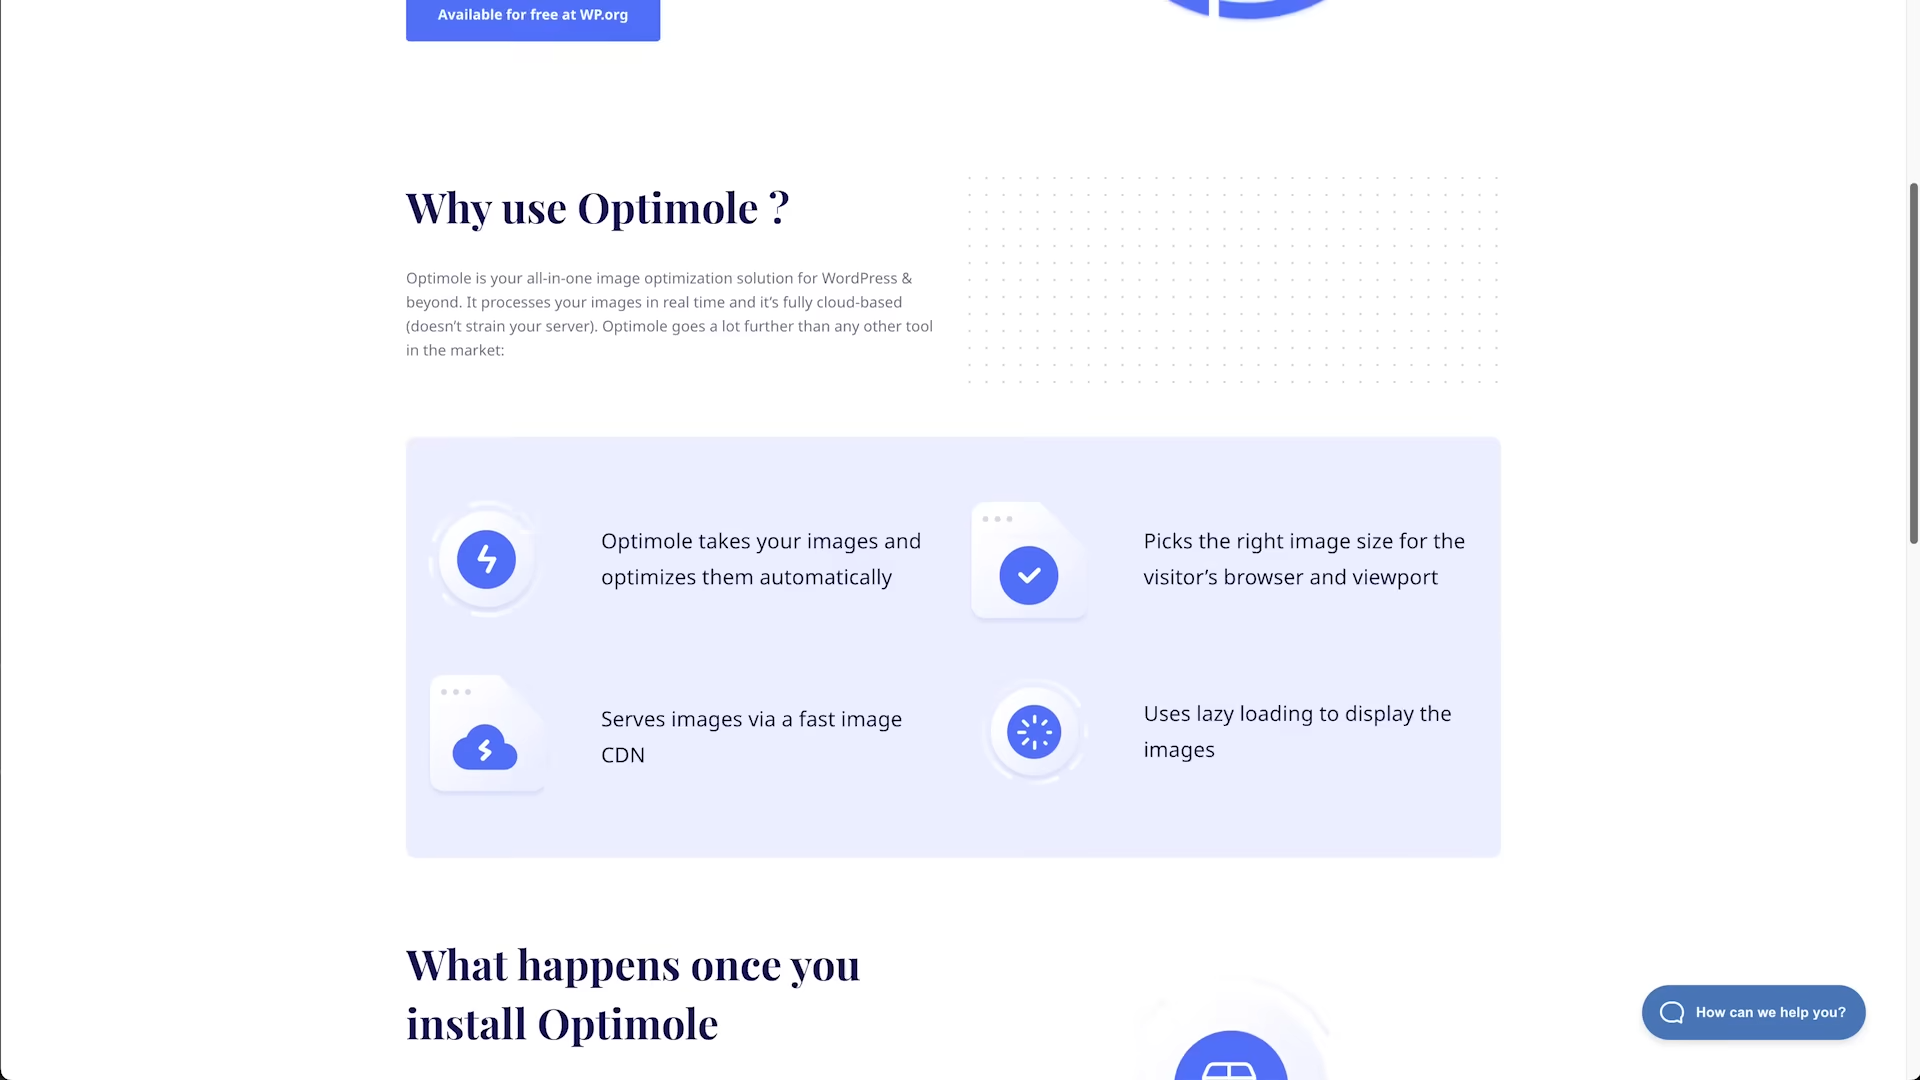 Available for free at WP.org
Why use Optimole ?
Optimole is your all-in-one image optimization solution for WordPress &
beyond. It processes your images in real time and it’s fully cloud-based
(doesn’t strain your server). Optimole goes a lot further than any other tool
in the market:
Optimole takes your images and
optimizes them automatically
Picks the right image size for the
visitor’s browser and viewport
Serves images via a fast image
CDN
Uses lazy loading to display the
images
What happens once you
install Optimole
How can we help you?